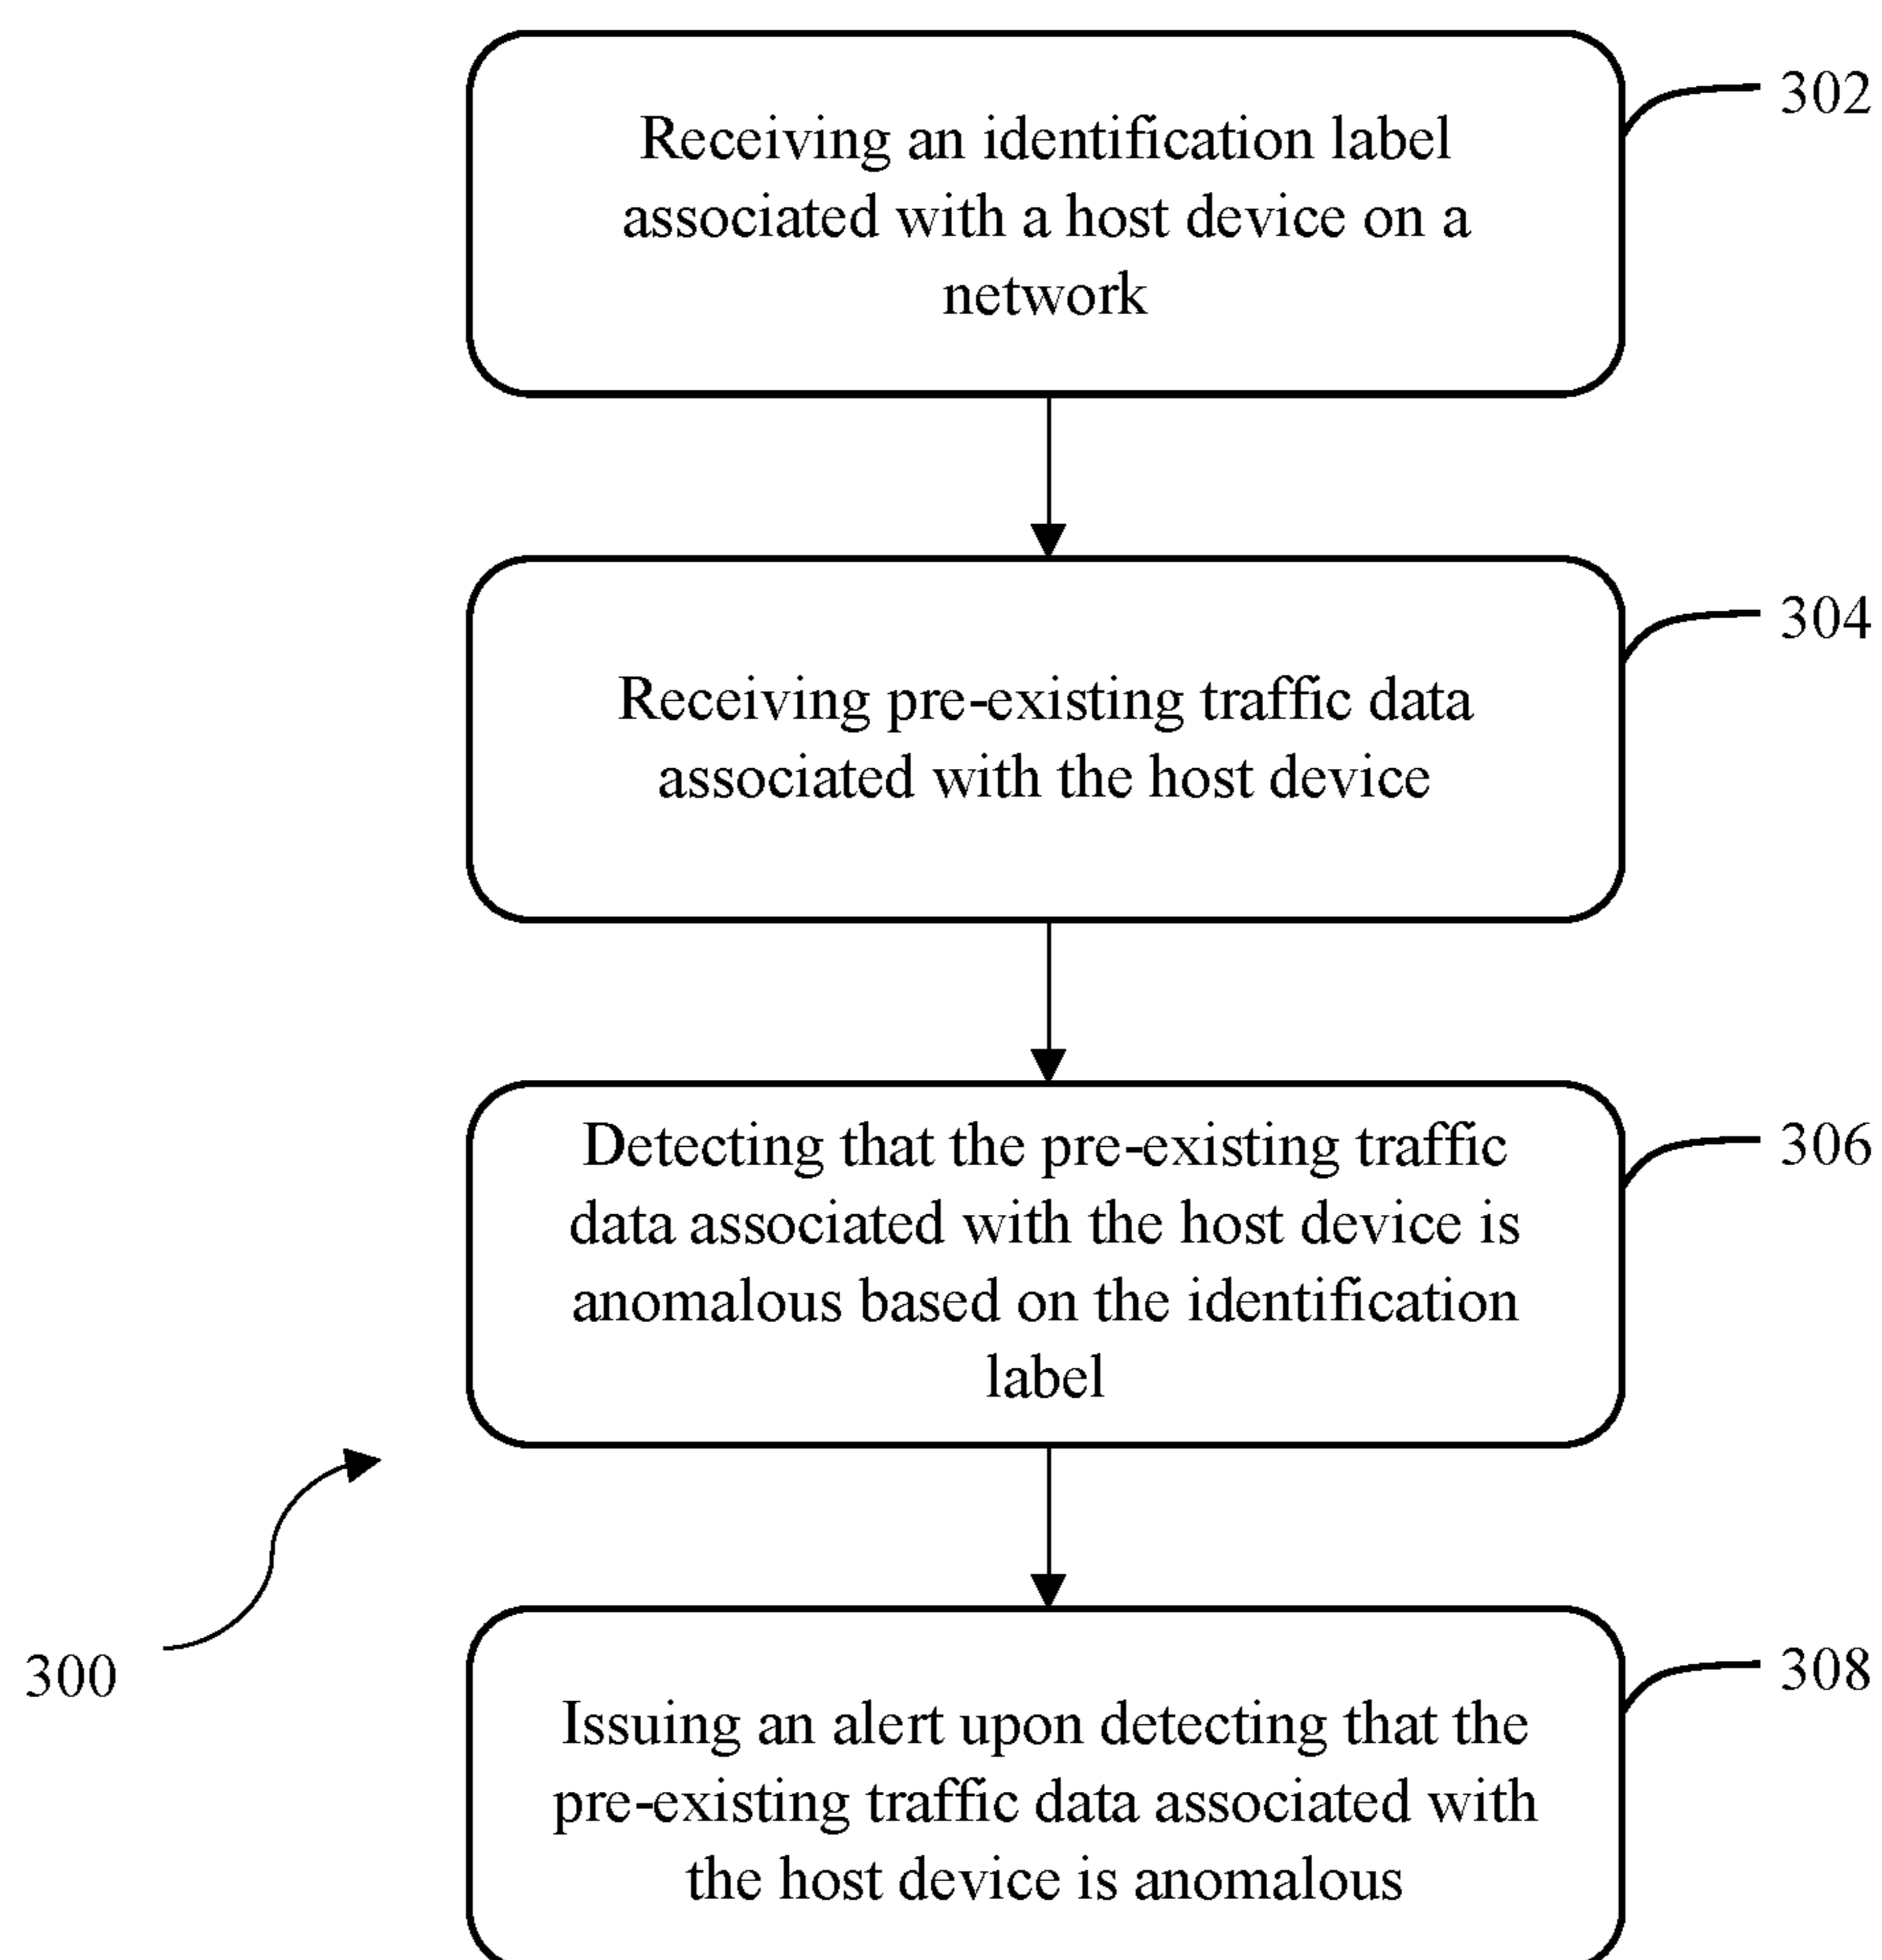 Receiving an identification label
associated with a host device on a
network
302
Receiving pre-existing traffic data
associated with the host device
304
Detecting that the pre-existing traffic
data associated with the host device is
anomalous based on the identification
label
306
300
Issuing an alert upon detecting that the
pre-existing traffic data associated with
the host device is anomalous
308